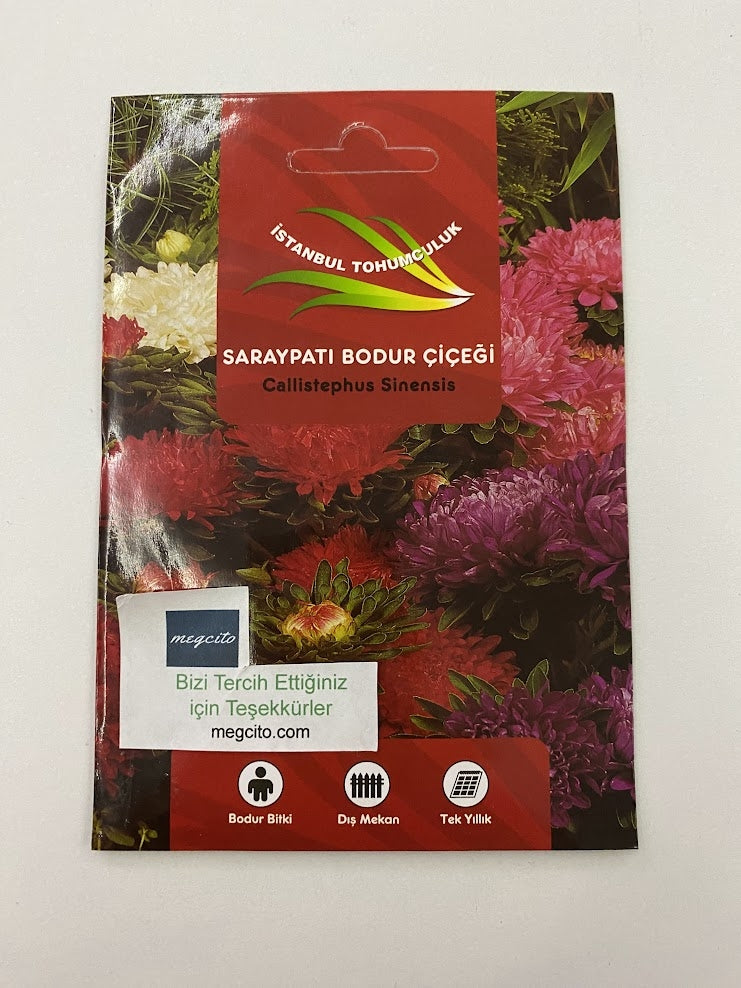 İSTANBUL TOHUMCULUK
SARAYPATI BODUR ÇİÇEĞİ
Callistephus Sinensis
megcito
Bizi Tercih Ettiğiniz
için Teşekkürler
megcito.com
Bodur Bitki
Dış Mekan
Tek Yıllık